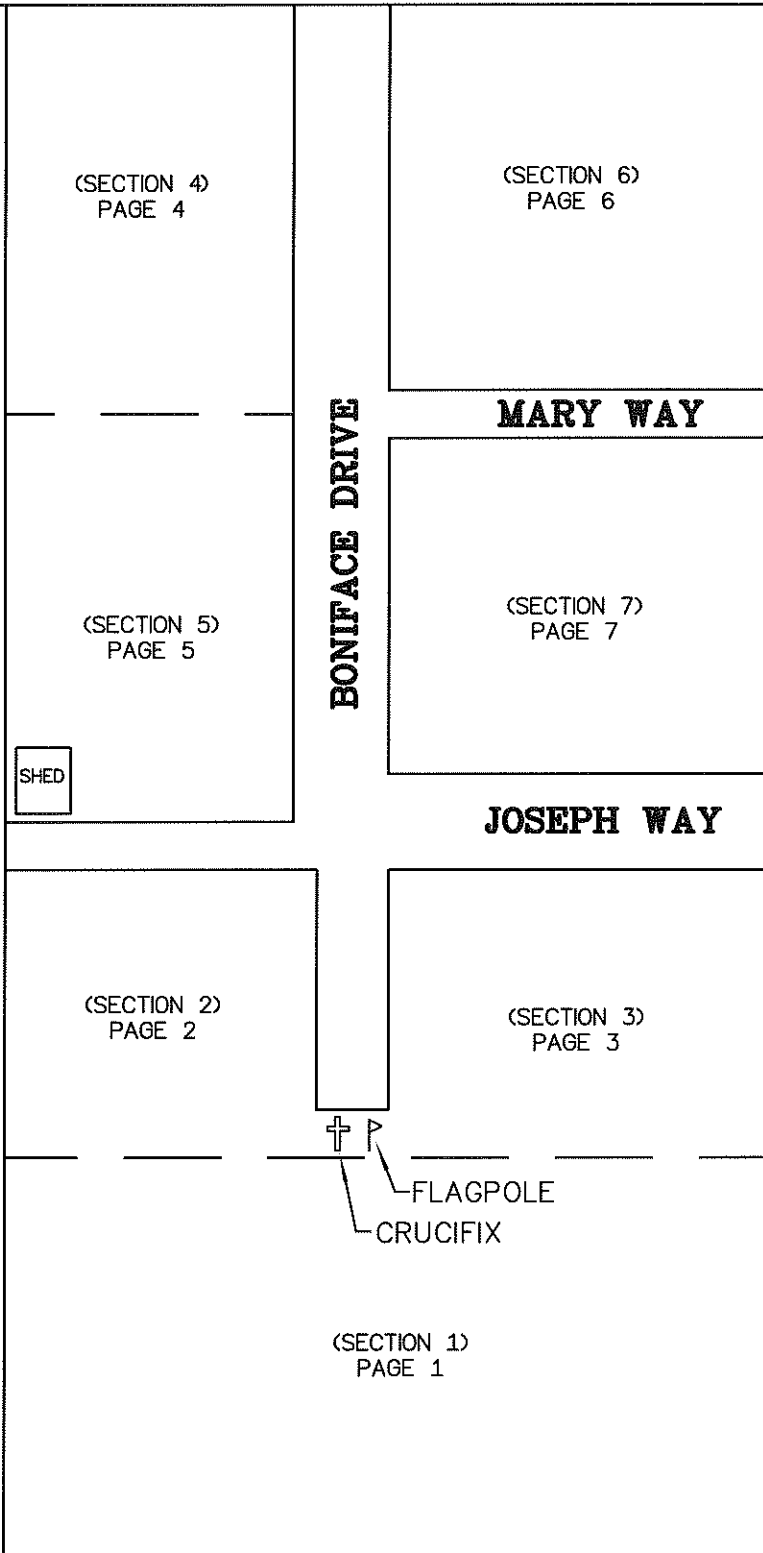 (SECTION 4)
PAGE 4
(SECTION 6)
PAGE 6
MARY WAY
BONIFACE DRIVE
(SECTION 5)
PAGE 5
(SECTION 7)
PAGE 7
SHED
JOSEPH WAY
(SECTION 2)
PAGE 2
(SECTION 3)
PAGE 3
FLAGPOLE
CRUCIFIX
(SECTION 1)
PAGE 1